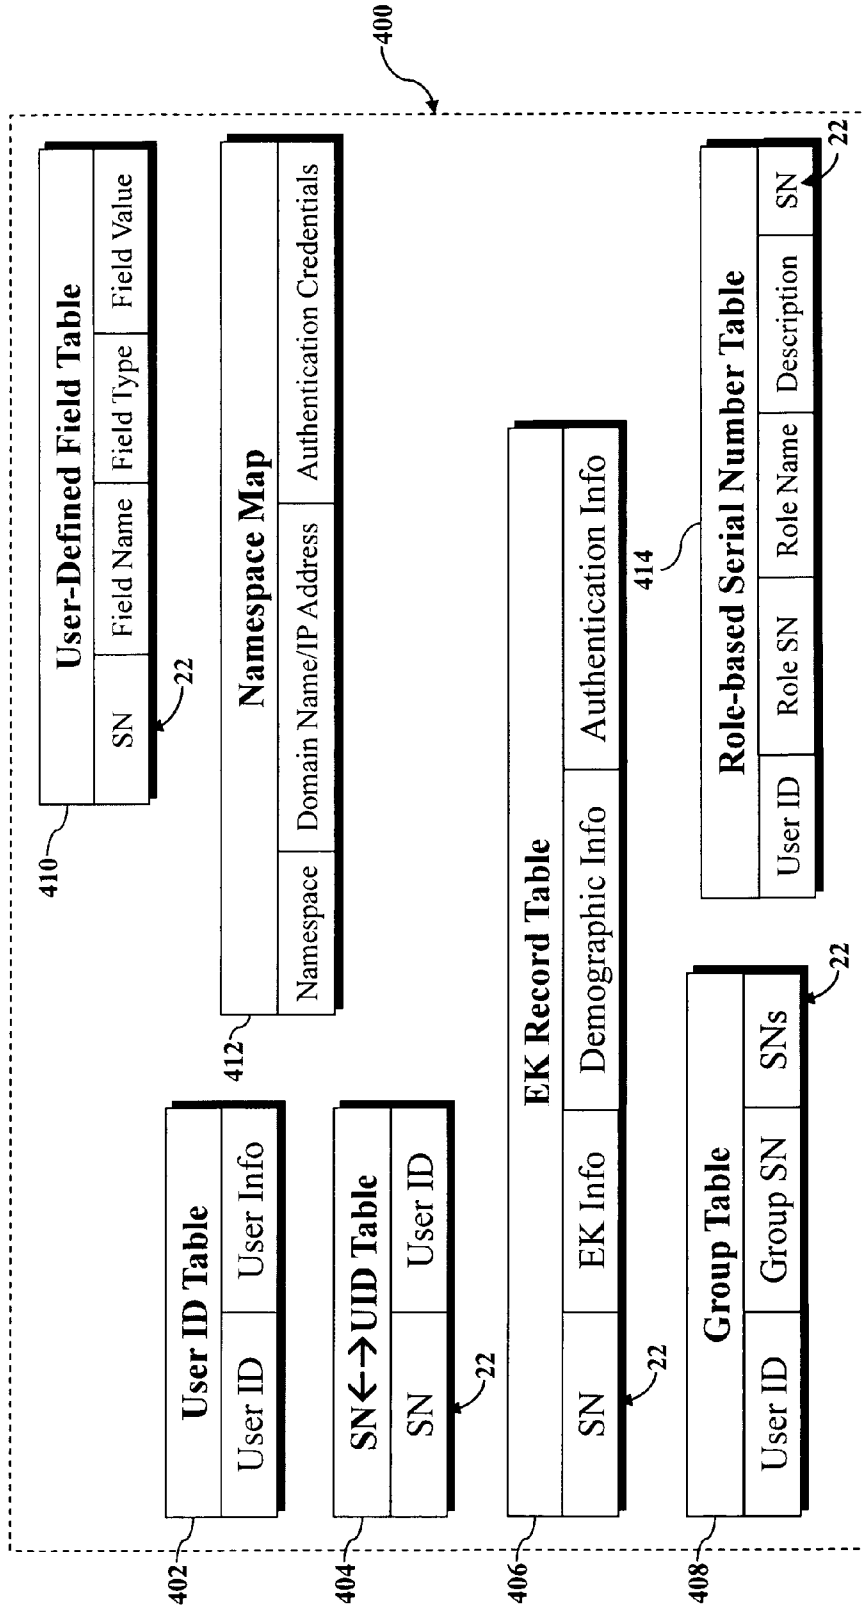 400
402
User ID Table
User ID User Info
404
SN←→UID Table
SN User ID
22
406
EK Record Table
SN EK Info Demographic Info Authentication Info
22
408
Group Table
User ID Group SN SNs
22
410
User-Defined Field Table
SN Field Name Field Type Field Value
22
412
Namespace Map
Namespace Domain Name/IP Address Authentication Credentials
414
Role-based Serial Number Table
User ID Role SN Role Name Description SN
22